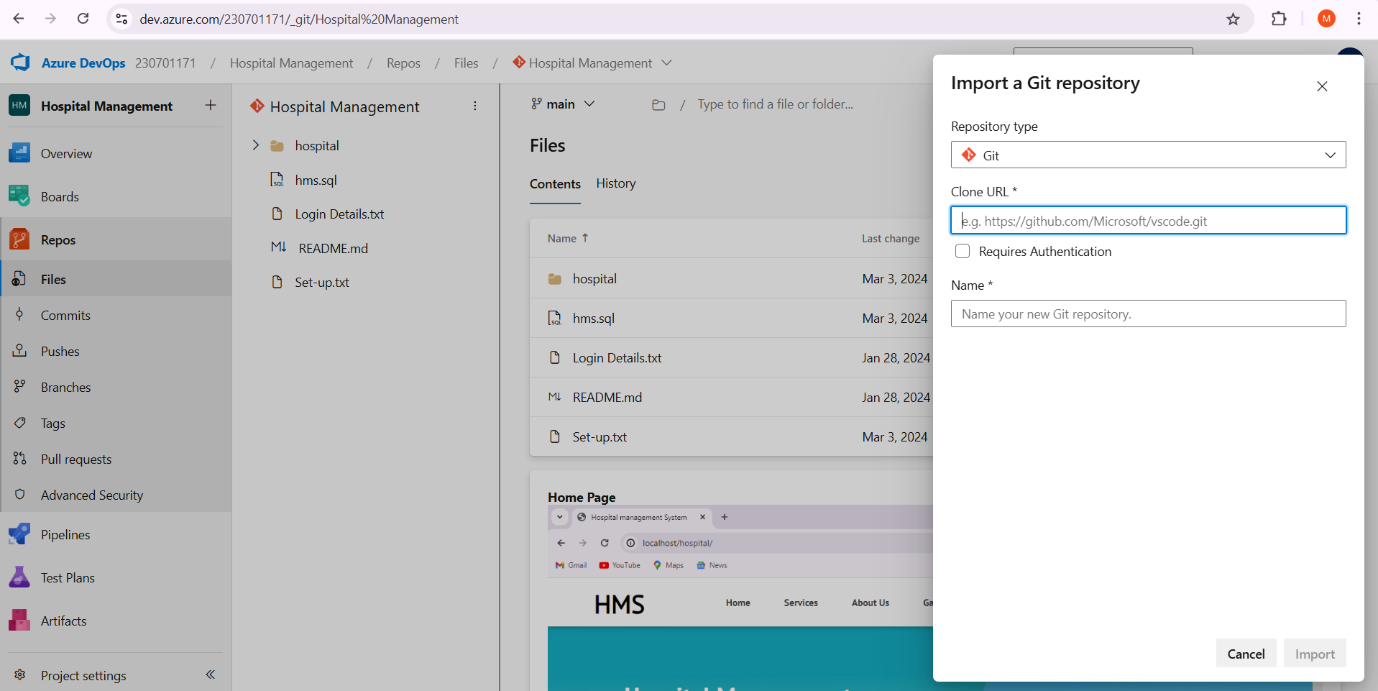 dev.azure.com/230701171/_git/Hospital%20Management
M
Azure DevOps 230701171 / Hospital Management / Repos / Files / Hospital Management
HM Hospital Management +
Overview
Boards
Repos
Files
Commits
Pushes
Branches
Tags
Pull requests
Advanced Security
Pipelines
Test Plans
Artifacts
Project settings
Hospital Management
hospital
hms.sql
Login Details.txt
README.md
Set-up.txt
main / Type to find a file or folder...
Files
Contents History
Name ↑ Last change
hospital Mar 3, 2024
hms.sql Mar 3, 2024
Login Details.txt Jan 28, 2024
README.md Jan 28, 2024
Set-up.txt Mar 3, 2024
Home Page
Hospital management System
localhost/hospital/
Gmail YouTube Maps News
HMS Home Services About Us Ga
Import a Git repository
Repository type
Git
Clone URL *
e.g. https://github.com/Microsoft/vscode.git
Requires Authentication
Name *
Name your new Git repository.
Cancel Import